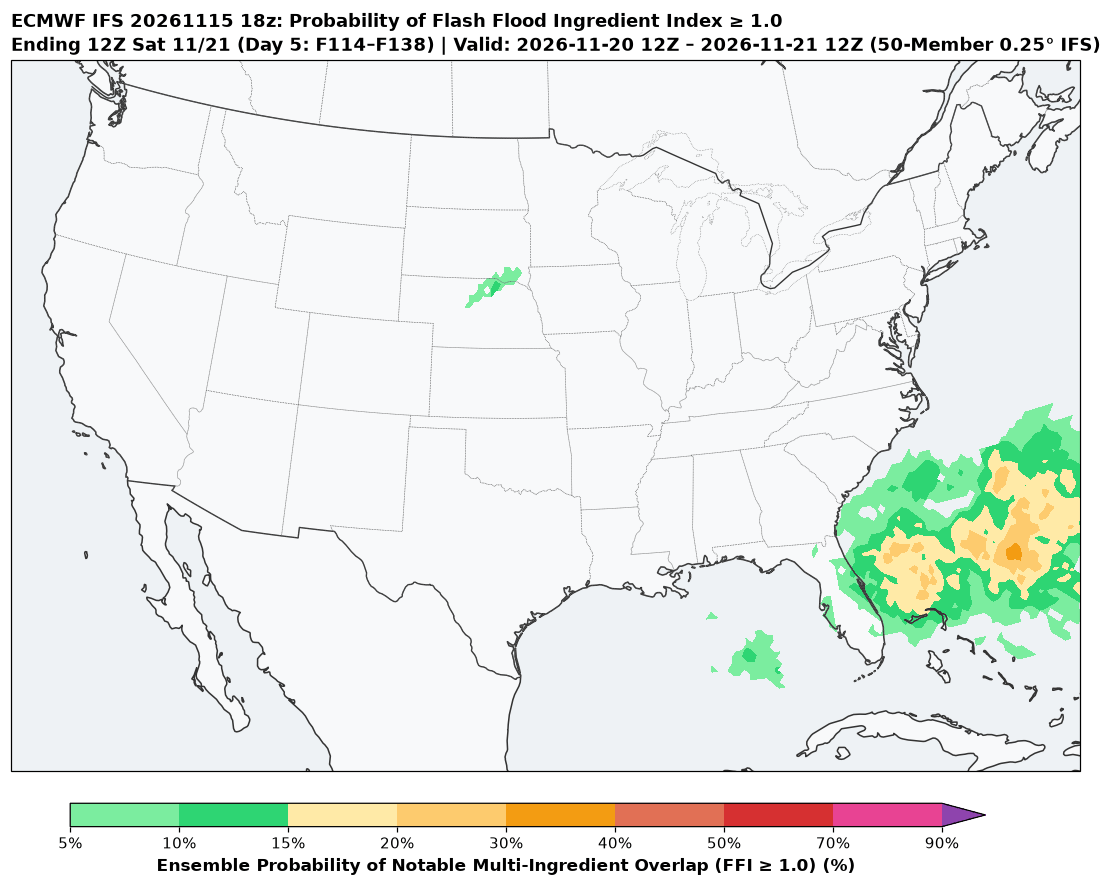 ECMWF IFS 20261115 18z: Probability of Flash Flood Ingredient Index ≥ 1.0
Ending 12Z Sat 11/21 (Day 5: F114–F138) | Valid: 2026-11-20 12Z – 2026-11-21 12Z (50-Member 0.25° IFS)
5% 10% 15% 20% 30% 40% 50% 70% 90%
Ensemble Probability of Notable Multi-Ingredient Overlap (FFI ≥ 1.0) (%)